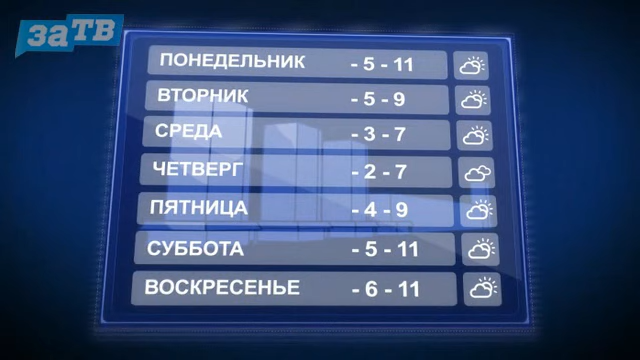 заТВ
ПОНЕДЕЛЬНИК - 5 - 11
ВТОРНИК - 5 - 9
СРЕДА - 3 - 7
ЧЕТВЕРГ - 2 - 7
ПЯТНИЦА - 4 - 9
СУББОТА - 5 - 11
ВОСКРЕСЕНЬЕ - 6 - 11